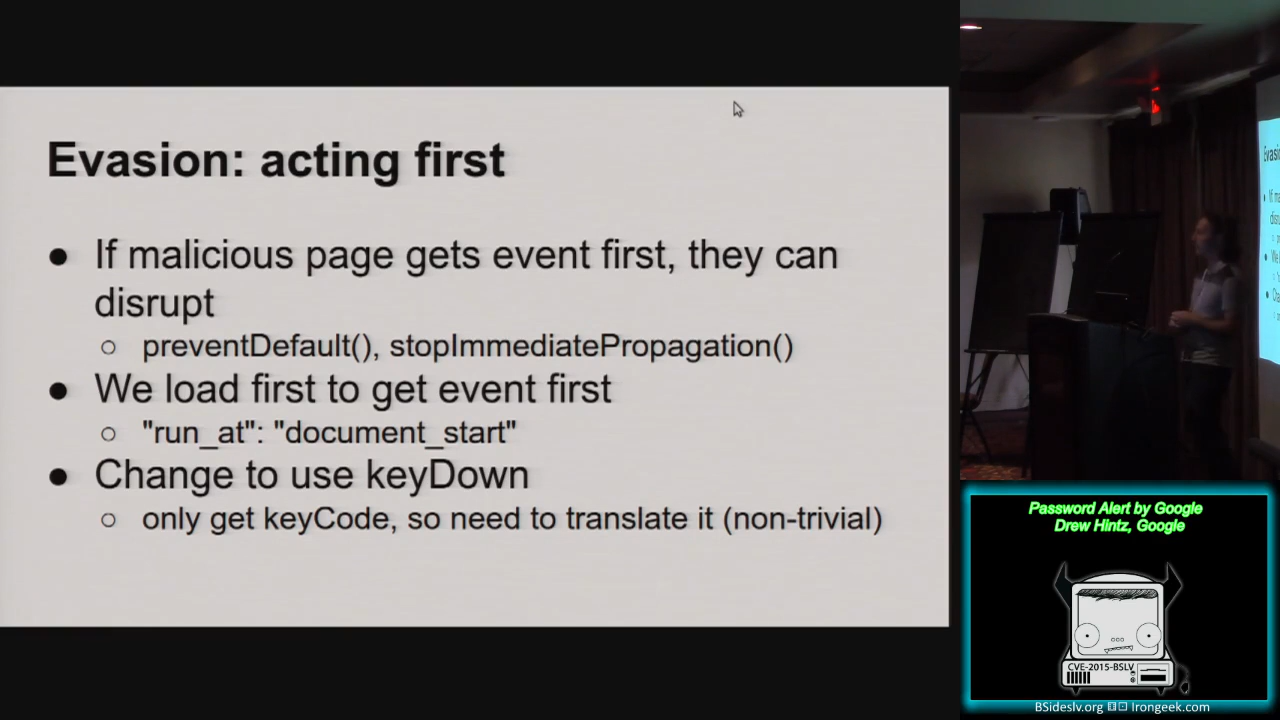 Evasion: acting first
● If malicious page gets event first, they can
disrupt
○ preventDefault(), stopImmediatePropagation()
● We load first to get event first
○ "run_at": "document_start"
● Change to use keyDown
○ only get keyCode, so need to translate it (non-trivial)
Password Alert by Google
Drew Hintz, Google
CVE-2015-BSLV
BSideslv.org Irongeek.com